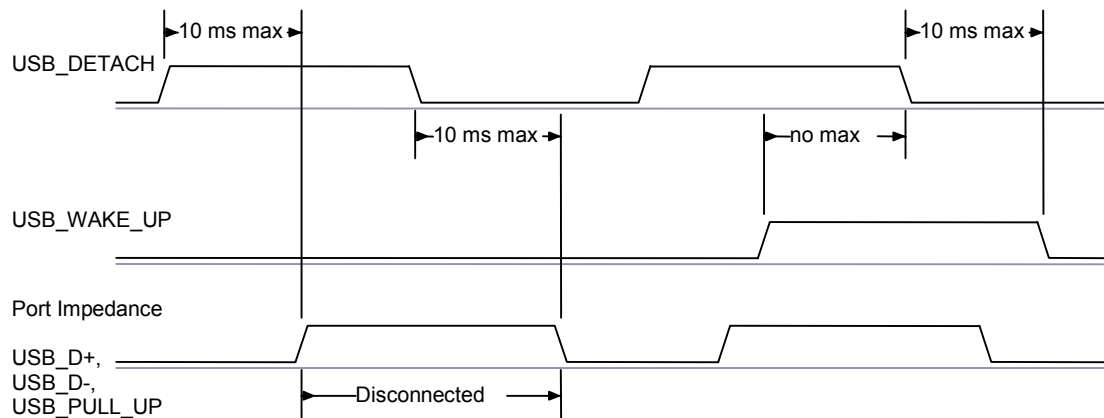 10 ms max
10 ms max
USB_DETACH
10 ms max
no max
USB_WAKE_UP
Port Impedance
USB_D+,
USB_D-,
USB_PULL_UP
Disconnected